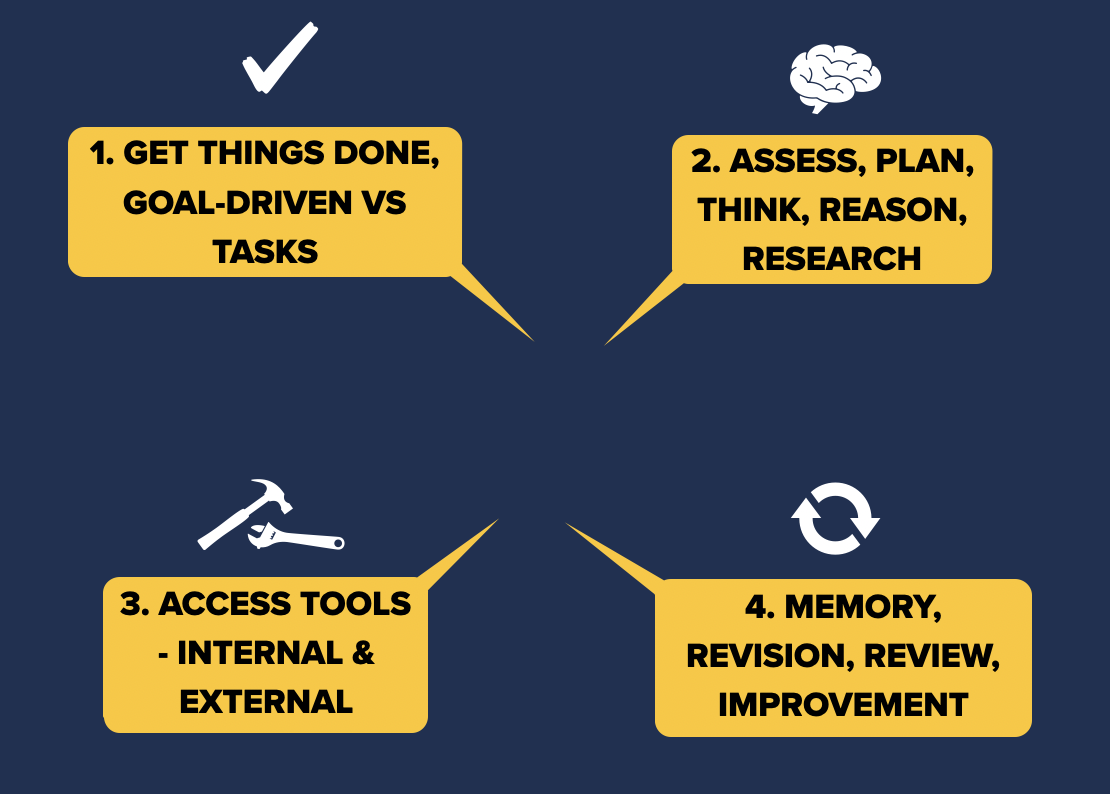 1. GET THINGS DONE,
GOAL-DRIVEN VS
TASKS
2. ASSESS, PLAN,
THINK, REASON,
RESEARCH
3. ACCESS TOOLS
- INTERNAL &
EXTERNAL
4. MEMORY,
REVISION, REVIEW,
IMPROVEMENT